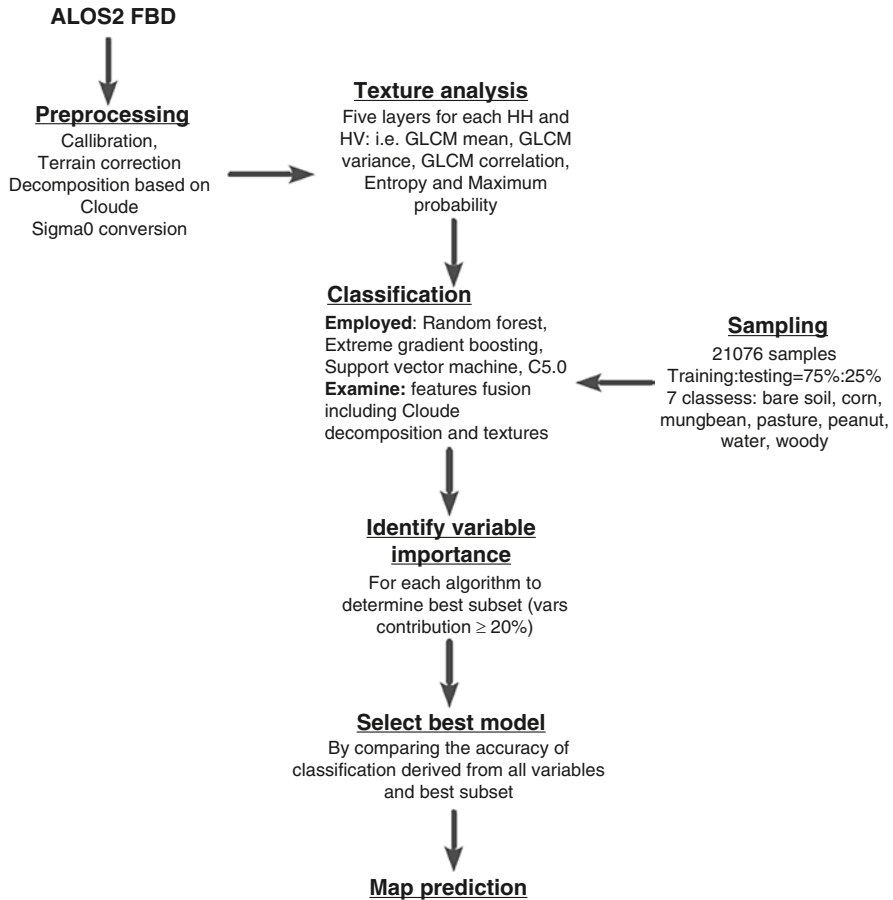 ALOS2 FBD
Preprocessing
Callibration,
Terrain correction
Decomposition based on
Cloude
Sigma0 conversion
Texture analysis
Five layers for each HH and
HV: i.e. GLCM mean, GLCM
variance, GLCM correlation,
Entropy and Maximum
probability
Classification
Employed: Random forest,
Extreme gradient boosting,
Support vector machine, C5.0
Examine: features fusion
including Cloude
decomposition and textures
Sampling
21076 samples
Training:testing=75%:25%
7 classess: bare soil, corn,
mungbean, pasture, peanut,
water, woody
Identify variable
importance
For each algorithm to
determine best subset (vars
contribution ≥ 20%)
Select best model
By comparing the accuracy of
classification derived from all variables
and best subset
Map prediction